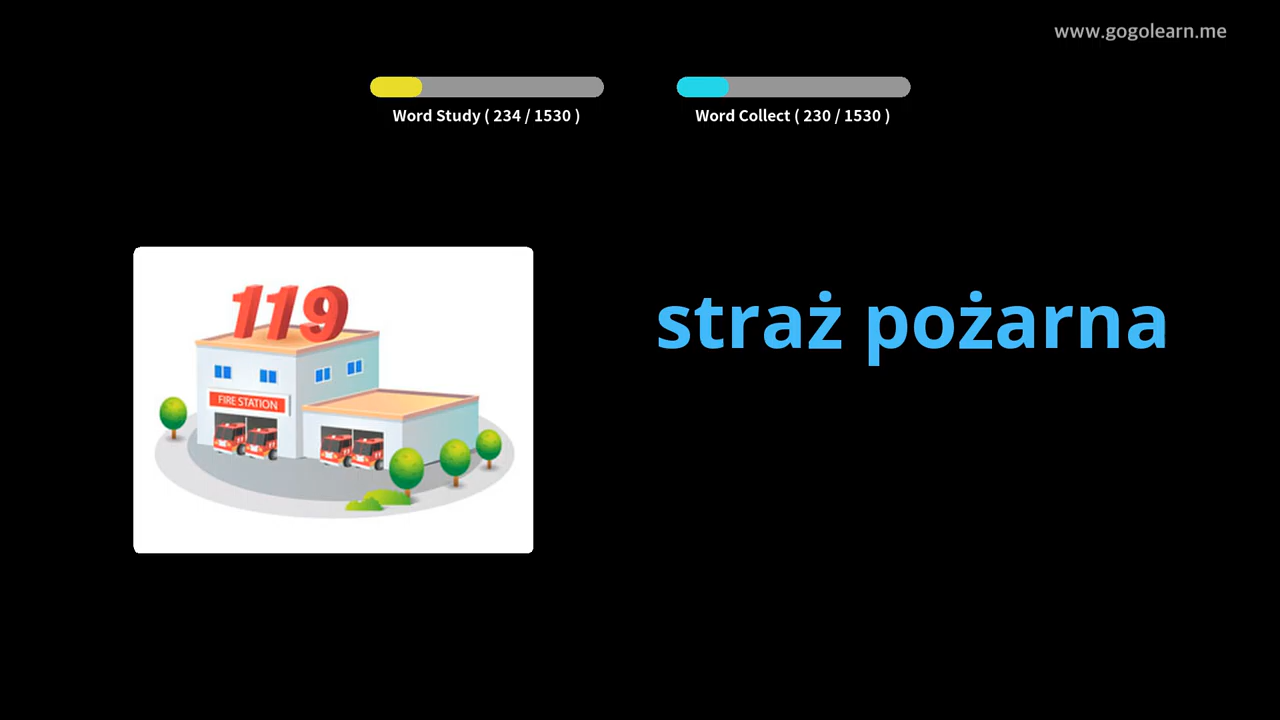 www.gogolearn.me
Word Study ( 234 / 1530 )
Word Collect ( 230 / 1530 )
119
FIRE STATION
straż pożarna